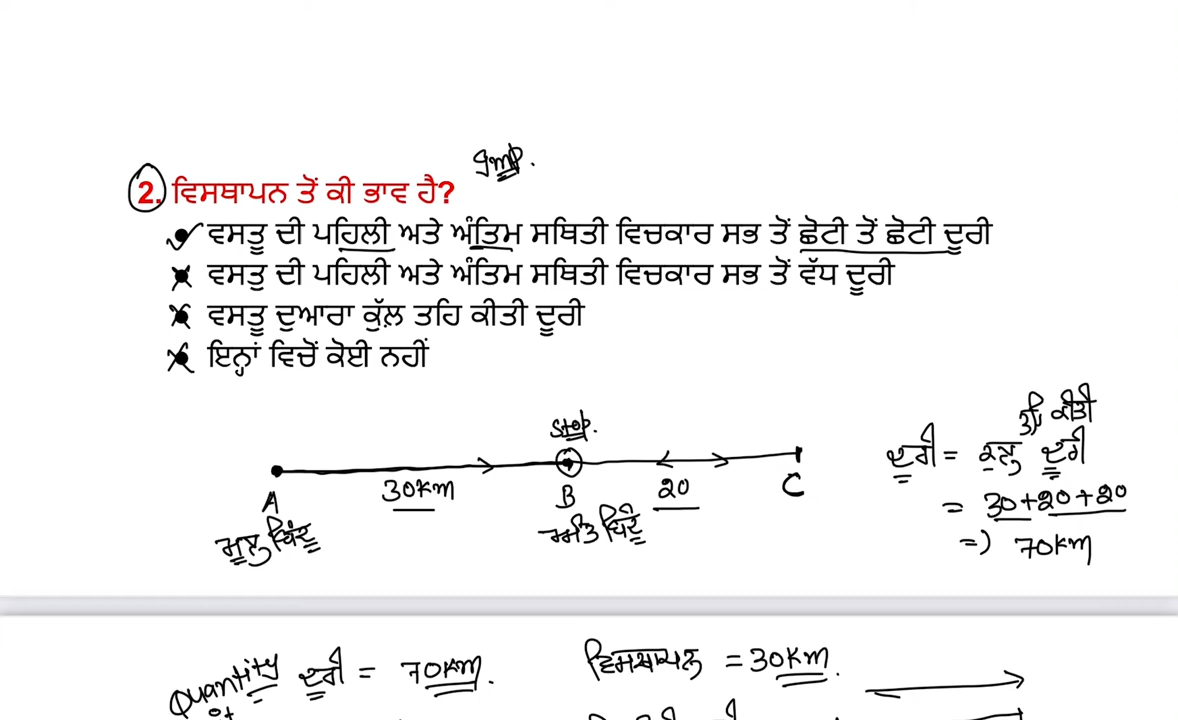 Imp.
2. ਵਿਸਥਾਪਨ ਤੋਂ ਕੀ ਭਾਵ ਹੈ?
ਵਸਤੂ ਦੀ ਪਹਿਲੀ ਅਤੇ ਅੰਤਿਮ ਸਥਿਤੀ ਵਿਚਕਾਰ ਸਭ ਤੋਂ ਛੋਟੀ ਤੋਂ ਛੋਟੀ ਦੂਰੀ
ਵਸਤੁ ਦੀ ਪਹਿਲੀ ਅਤੇ ਅੰਤਿਮ ਸਥਿਤੀ ਵਿਚਕਾਰ ਸਭ ਤੋਂ ਵੱਧ ਦੂਰੀ
ਵਸਤੂ ਦੁਆਰਾ ਕੁੱਲ਼ ਤਹਿ ਕੀਤੀ ਦੂਰੀ
ਇਨ੍ਹਾਂ ਵਿਚੋਂ ਕੋਈ ਨਹੀਂ
Stop.
A 30km B 20 C
ਮੂਲ ਬਿੰਦੂ ਅੰਤਿਮ ਬਿੰਦੂ
ਕੀਤੀ
ਦੂਰੀ = ਕੁਲ ਦੂਰੀ
= 30+20+20
=) 70km
Quantity ਦੂਰੀ = 70km.
ਵਿਸਥਾਪਨ = 30km.
of